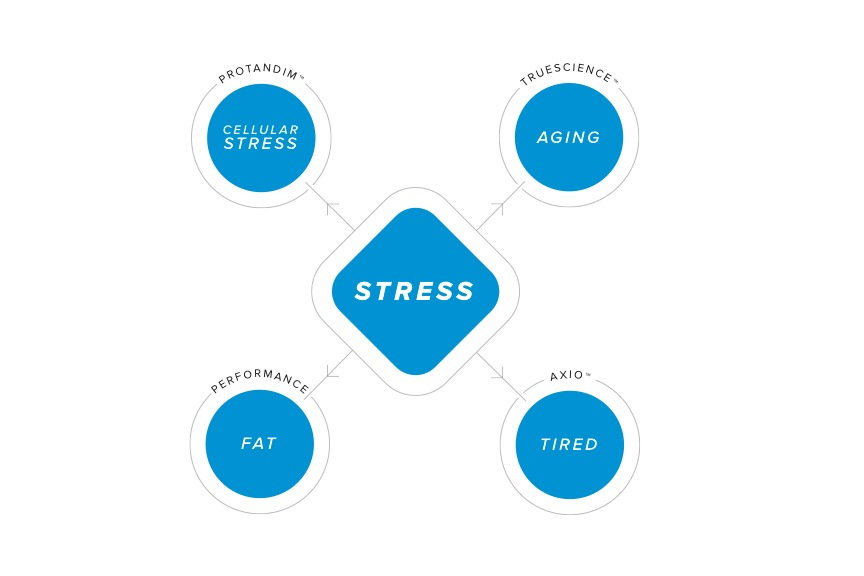 PROTANDIM™
CELLULAR
STRESS
TRUESCIENCE™
AGING
STRESS
PERFORMANCE
FAT
AXIO™
TIRED